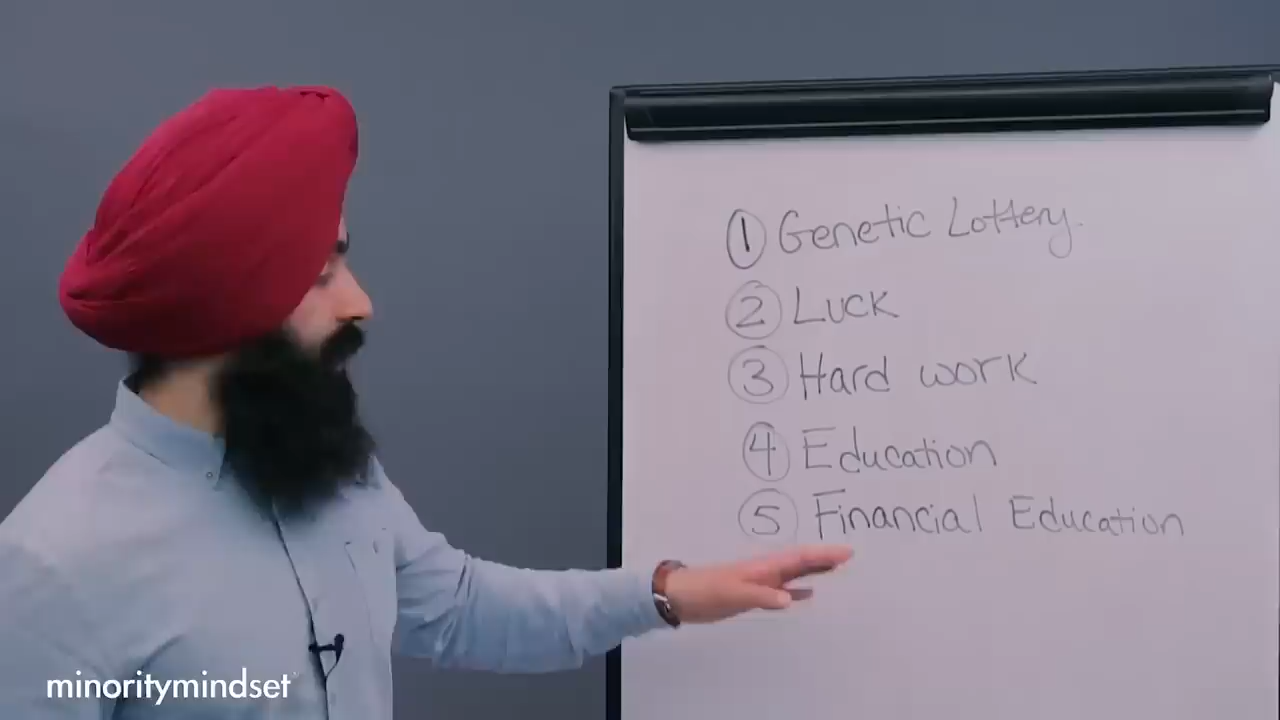 ① Genetic Lottery.
② Luck
③ Hard work
④ Education
⑤ Financial Education
minoritymindset